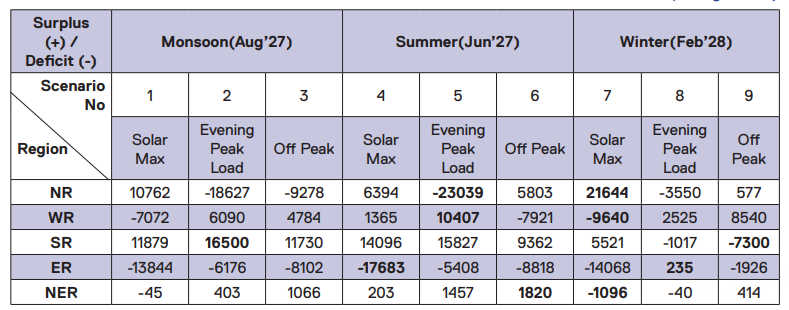 Surplus (+) / Deficit (-) Monsoon(Aug'27) Summer(Jun'27) Winter(Feb'28)
Scenario No 1 2 3 4 5 6 7 8 9
Region Solar Max Evening Peak Load Off Peak Solar Max Evening Peak Load Off Peak Solar Max Evening Peak Load Off Peak
NR 10762 -18627 -9278 6394 -23039 5803 21644 -3550 577
WR -7072 6090 4784 1365 10407 -7921 -9640 2525 8540
SR 11879 16500 11730 14096 15827 9362 5521 -1017 -7300
ER -13844 -6176 -8102 -17683 -5408 -8818 -14068 235 -1926
NER -45 403 1066 203 1457 1820 -1096 -40 414